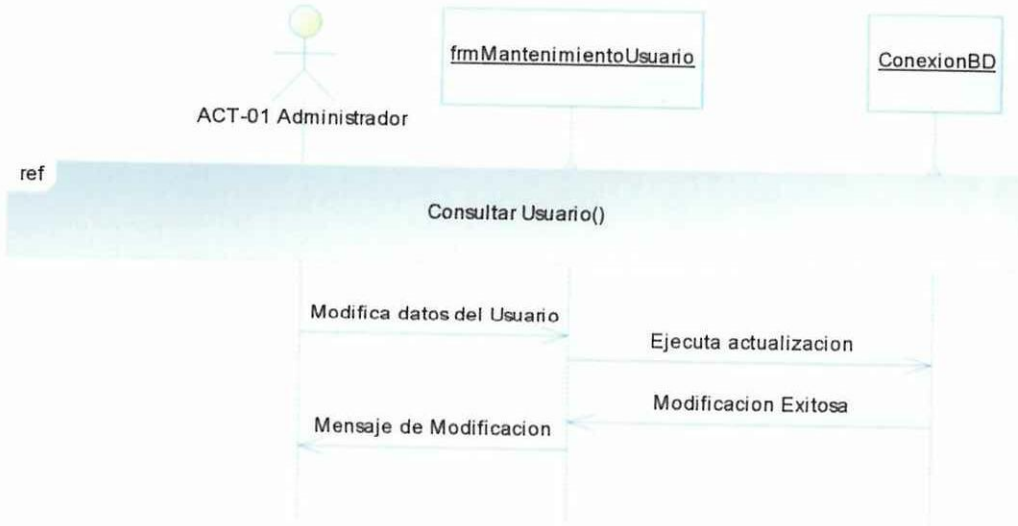 frmMantenimientoUsuario
ConexionBD
ACT-01 Administrador
ref
Consultar Usuario()
Modifica datos del Usuario
Ejecuta actualizacion
Modificacion Exitosa
Mensaje de Modificacion